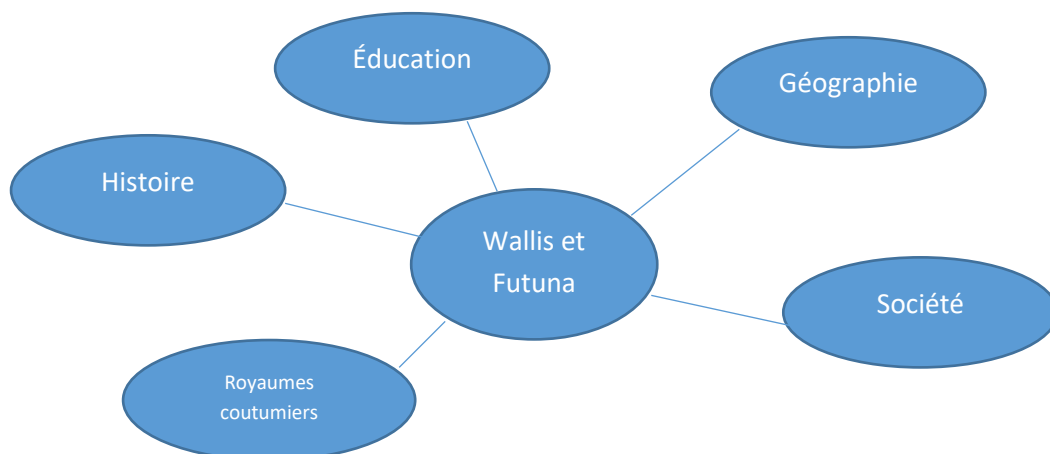 Éducation
Géographie
Histoire
Wallis et
Futuna
Société
Royaumes
coutumiers